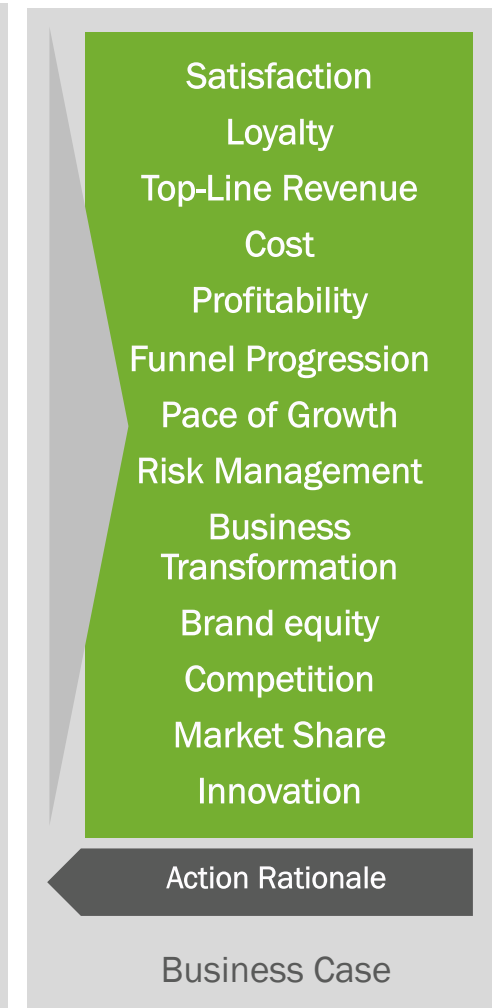 Satisfaction
Loyalty
Top-Line Revenue
Cost
Profitability
Funnel Progression
Pace of Growth
Risk Management
Business
Transformation
Brand equity
Competition
Market Share
Innovation
Action Rationale
Business Case